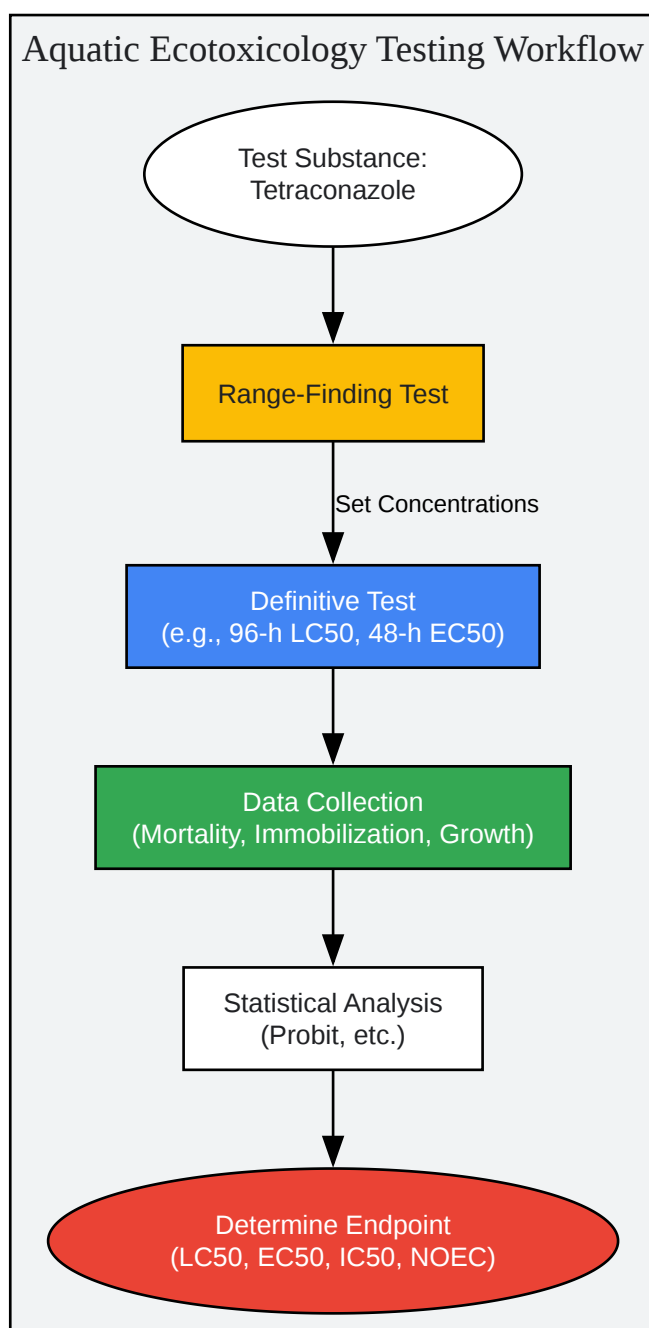 Aquatic Ecotoxicology Testing Workflow
Test Substance:
Tetraconazole
Range-Finding Test
Set Concentrations
Definitive Test
(e.g., 96-h LC50, 48-h EC50)
Data Collection
(Mortality, Immobilization, Growth)
Statistical Analysis
(Probit, etc.)
Determine Endpoint
(LC50, EC50, IC50, NOEC)